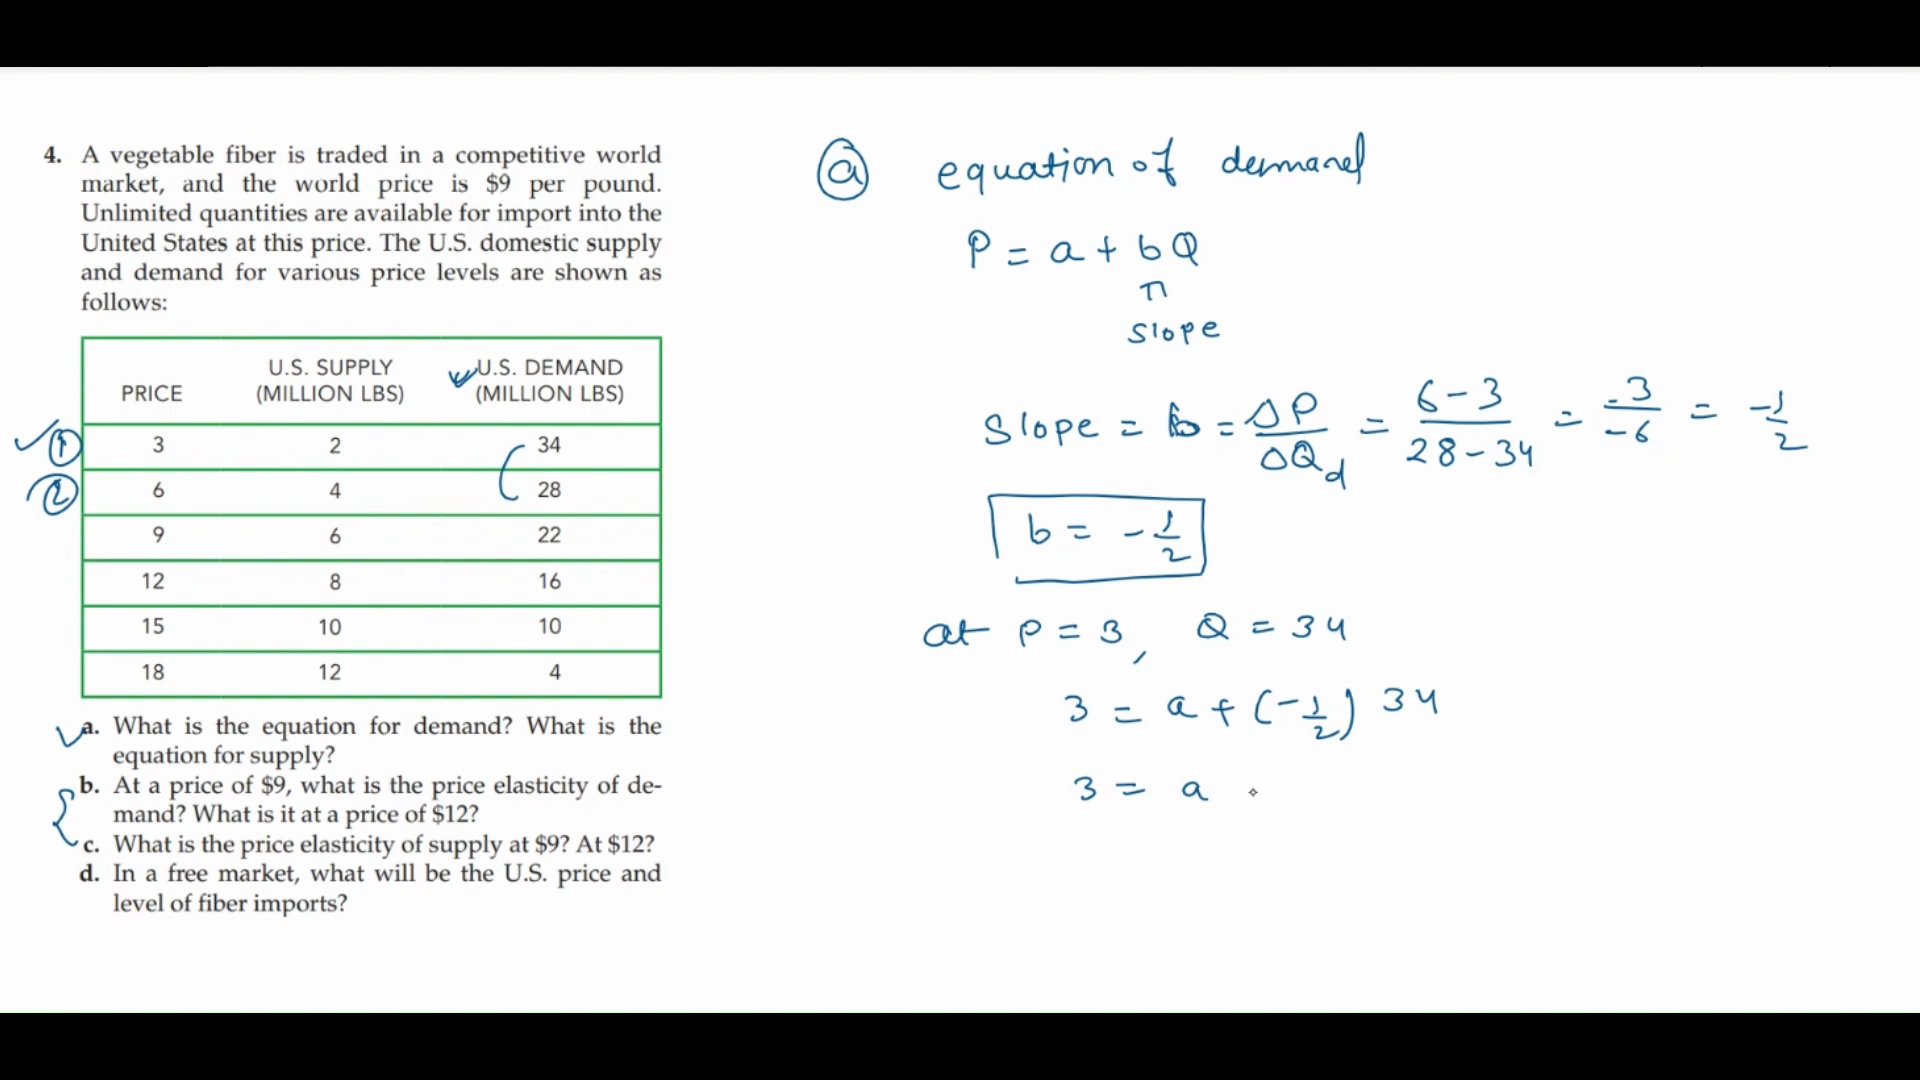 4. A vegetable fiber is traded in a competitive world
market, and the world price is $9 per pound.
Unlimited quantities are available for import into the
United States at this price. The U.S. domestic supply
and demand for various price levels are shown as
follows:
PRICE U.S. SUPPLY (MILLION LBS) U.S. DEMAND (MILLION LBS)
① 3 2 34
② 6 4 28
9 6 22
12 8 16
15 10 10
18 12 4
a. What is the equation for demand? What is the
equation for supply?
b. At a price of $9, what is the price elasticity of de-
mand? What is it at a price of $12?
c. What is the price elasticity of supply at $9? At $12?
d. In a free market, what will be the U.S. price and
level of fiber imports?
ⓐ equation of demand
P = a + bQ
slope
Slope = b = ΔP/ΔQd = 6-3/28-34 = 3/-6 = -1/2
b = -1/2
at P = 3, Q = 34
3 = a + (-1/2) 34
3 = a